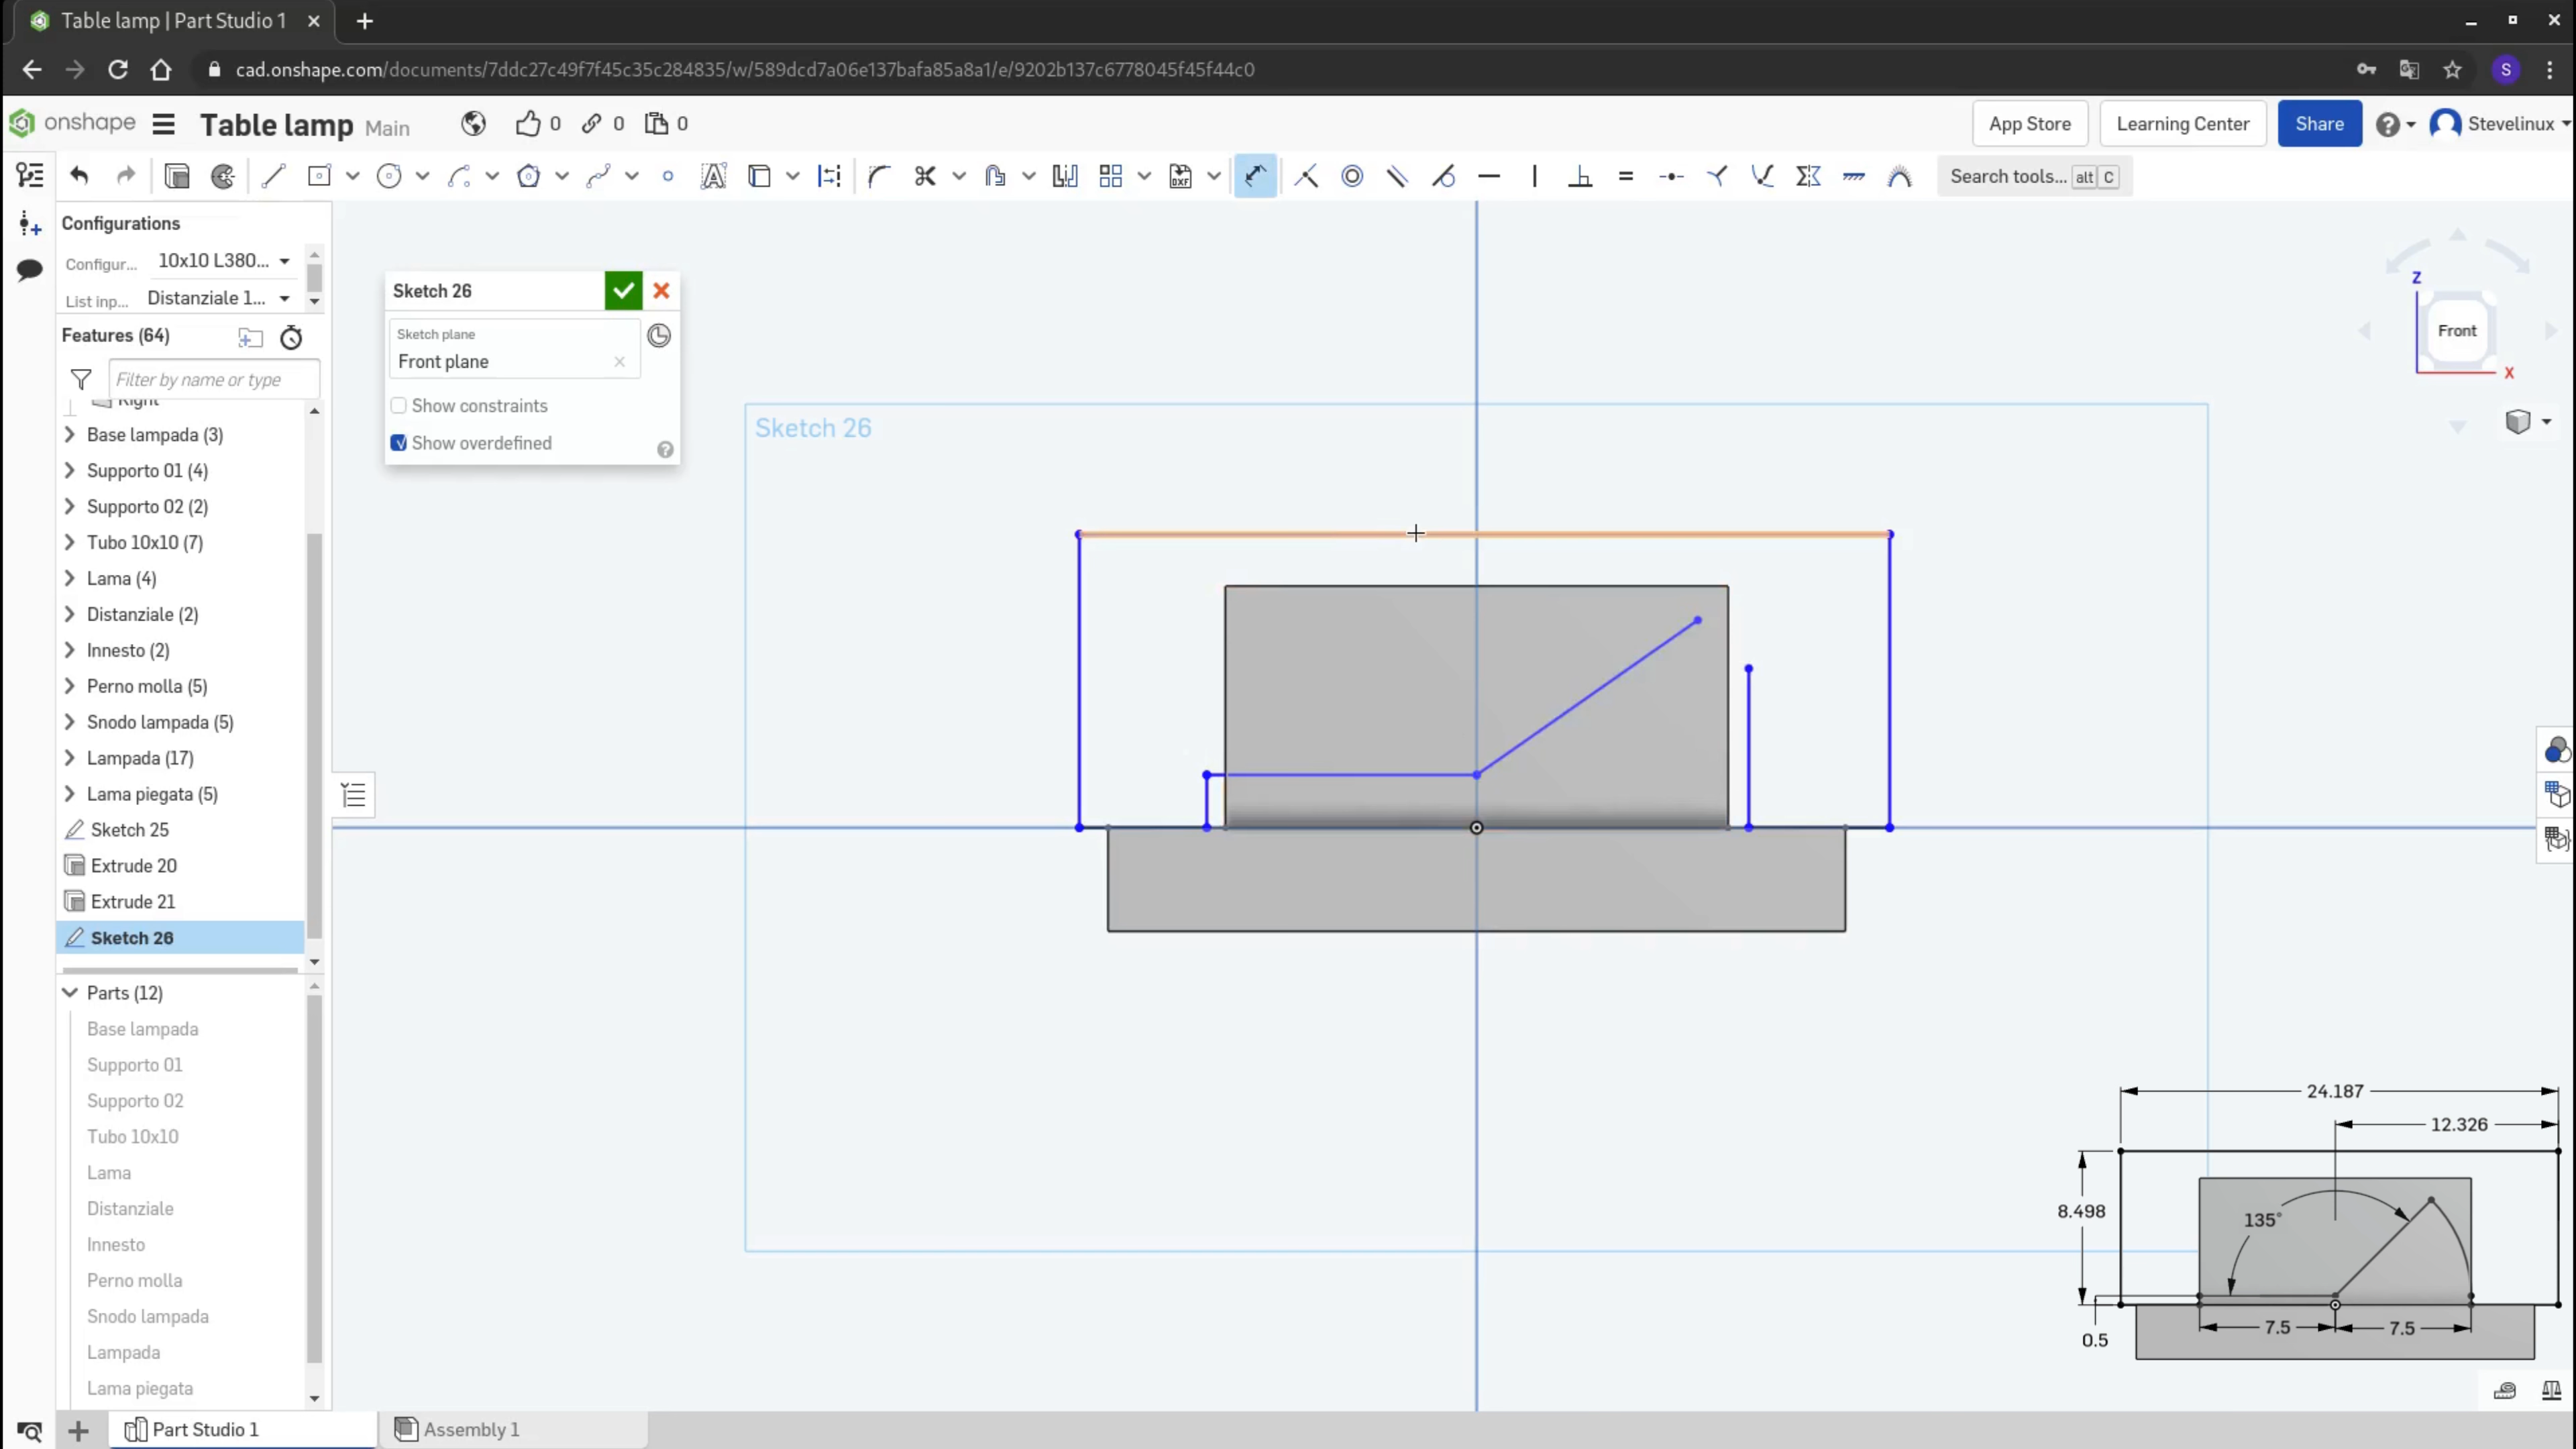 Table lamp | Part Studio 1
cad.onshape.com/documents/7ddc27c49f7f45c35c284835/w/589dcd7a06e137bafa85a8a1/e/9202b137c6778045f45f44c0
S
onshape
Table lamp Main
0
0
0
App Store
Learning Center
Share
Stevelinux
DXF
Search tools... alt C
Configurations
Configur... 10x10 L380...
List inp... Distanziale 1...
Features (64)
Filter by name or type
Right
Base lampada (3)
Supporto 01 (4)
Supporto 02 (2)
Tubo 10x10 (7)
Lama (4)
Distanziale (2)
Innesto (2)
Perno molla (5)
Snodo lampada (5)
Lampada (17)
Lama piegata (5)
Sketch 25
Extrude 20
Extrude 21
Sketch 26
Parts (12)
Base lampada
Supporto 01
Supporto 02
Tubo 10x10
Lama
Distanziale
Innesto
Perno molla
Snodo lampada
Lampada
Lama piegata
Sketch 26
Sketch plane
Front plane
Show constraints
Show overdefined
Sketch 26
Z
Front
X
24.187
12.326
8.498
135°
7.5
7.5
0.5
Part Studio 1
Assembly 1